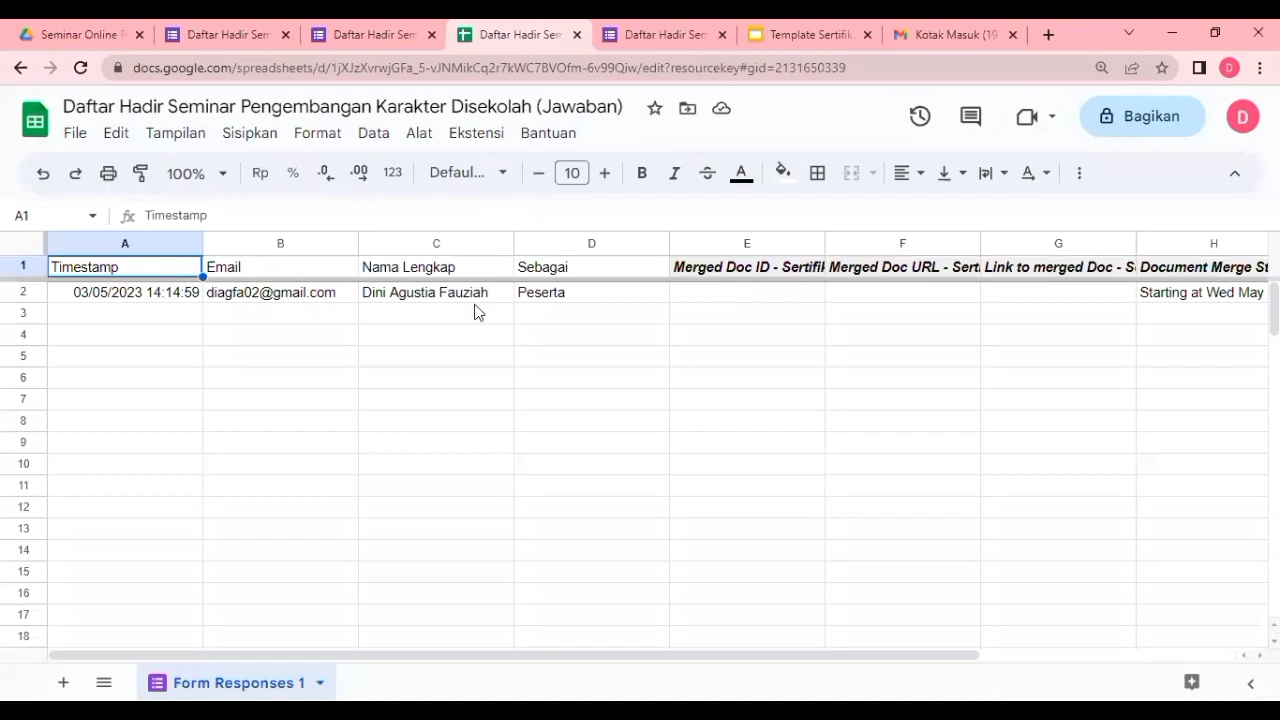 Seminar Online P
Daftar Hadir Sem
Daftar Hadir Sem
Daftar Hadir Sem
Daftar Hadir Sem
Template Sertifik
Kotak Masuk (19
docs.google.com/spreadsheets/d/1jXJzXvrwjGFa_5-vJNMikCq2r7kWC7BVOfm-6v99Qiw/edit?resourcekey#gid=2131650339
D
Daftar Hadir Seminar Pengembangan Karakter Disekolah (Jawaban)
File Edit Tampilan Sisipkan Format Data Alat Ekstensi Bantuan
Bagikan
D
100% Rp % .0 .00 123 Defaul... 10 B I S A
A1 fx Timestamp
A B C D E F G H
1 Timestamp Email Nama Lengkap Sebagai Merged Doc ID - Sertifik Merged Doc URL - Sert Link to merged Doc - Se Document Merge St
2 03/05/2023 14:14:59 diagfa02@gmail.com Dini Agustia Fauziah Peserta Starting at Wed May
3
4
5
6
7
8
9
10
11
12
13
14
15
16
17
18
Form Responses 1